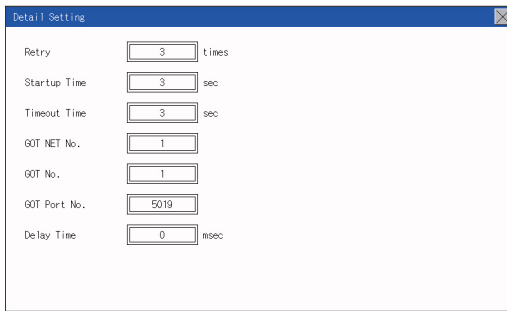 Detail Setting
Retry 3 times
Startup Time 3 sec
Timeout Time 3 sec
GOT NET No. 1
GOT No. 1
GOT Port No. 5019
Delay Time 0 msec